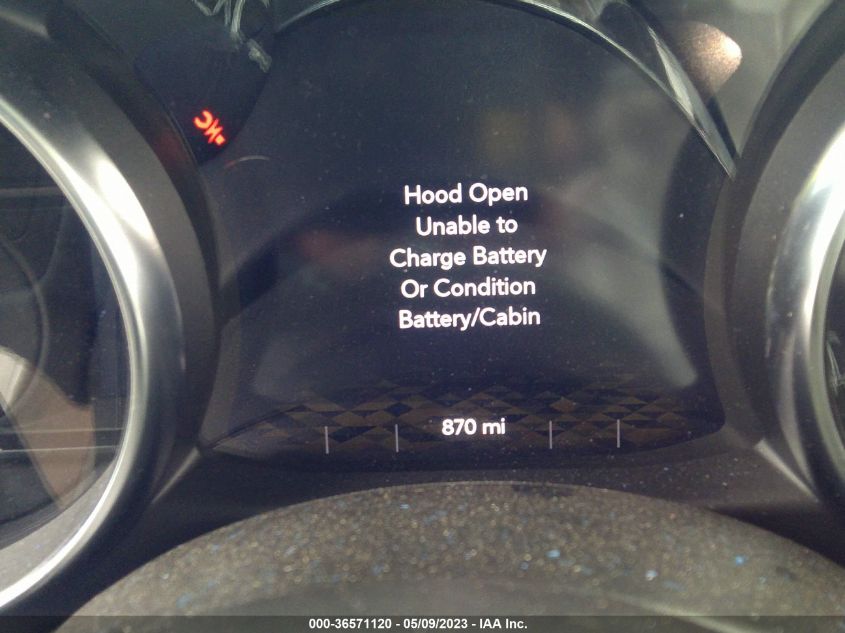 Hood Open
Unable to
Charge Battery
Or Condition
Battery/Cabin
870 mi
000-36571120 - 05/09/2023 - IAA Inc.